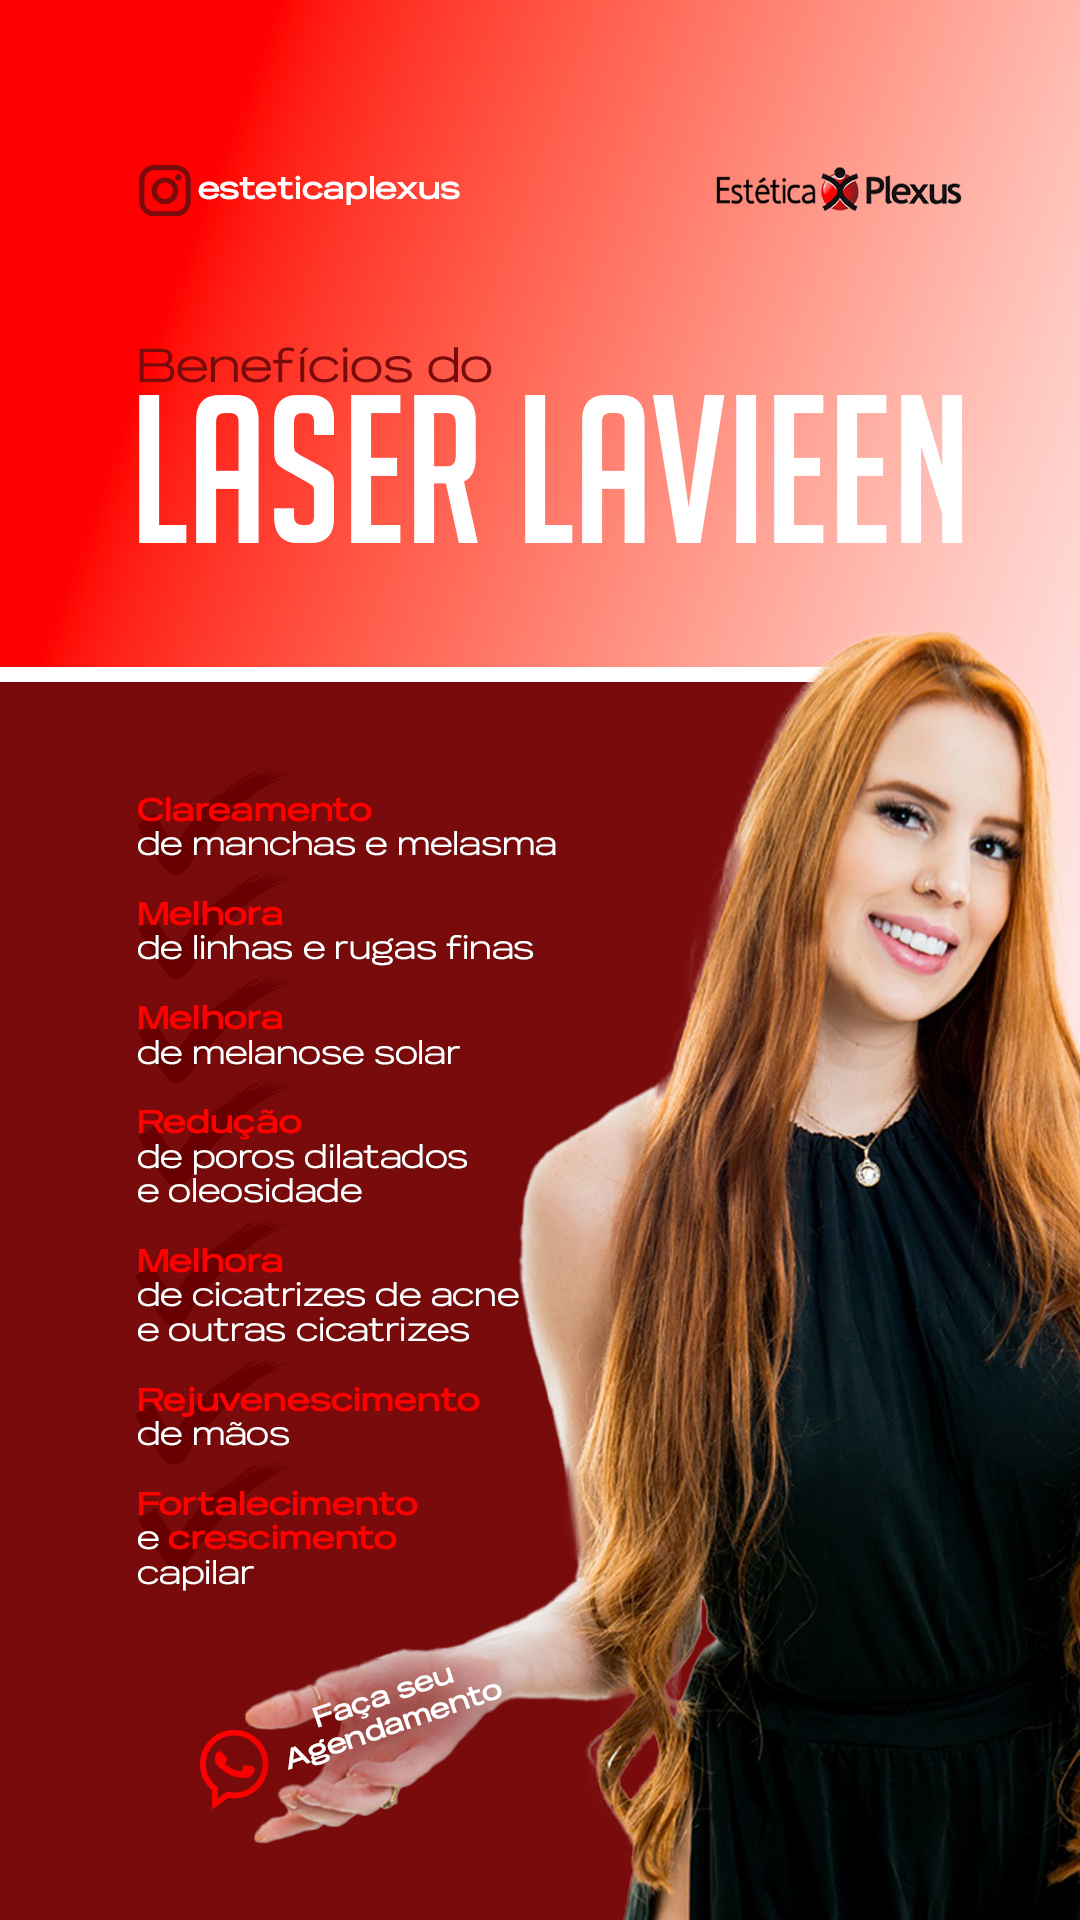 esteticaplexus
Estética Plexus
Benefícios do
LASER LAVIEEN
Clareamento
de manchas e melasma
Melhora
de linhas e rugas finas
Melhora
de melanose solar
Redução
de poros dilatados
e oleosidade
Melhora
de cicatrizes de acne
e outras cicatrizes
Rejuvenescimento
de mãos
Fortalecimento
e crescimento
capilar
Faça seu
Agendamento